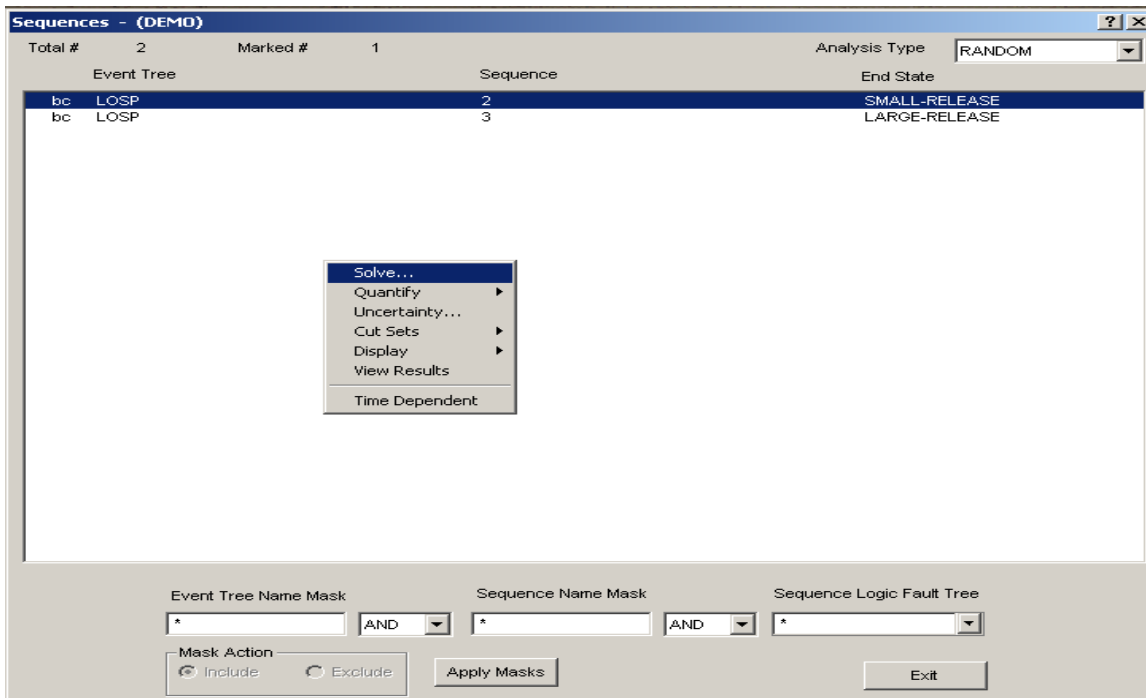 Sequences - (DEMO)
Total # 2 Marked # 1 Analysis Type RANDOM
Event Tree Sequence End State
bc LOSP 2 SMALL-RELEASE
bc LOSP 3 LARGE-RELEASE
Solve...
Quantify
Uncertainty...
Cut Sets
Display
View Results
Time Dependent
Event Tree Name Mask Sequence Name Mask Sequence Logic Fault Tree
* AND * AND *
Mask Action
Include Exclude Apply Masks Exit